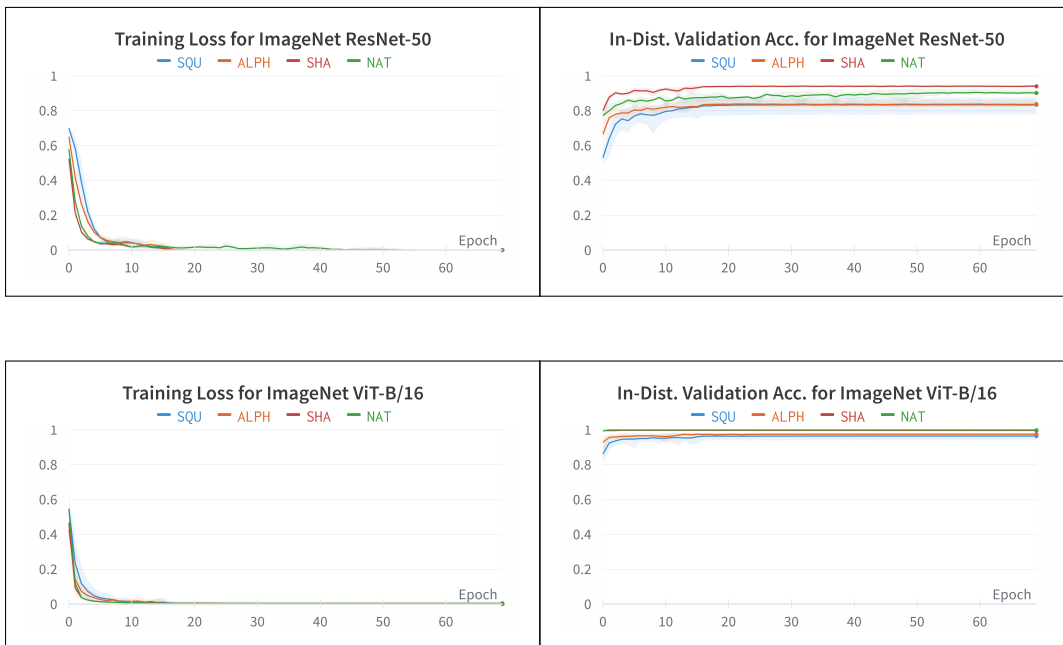 Training Loss for ImageNet ResNet-50
SQU ALPH SHA NAT
1
0.8
0.6
0.4
0.2
0
Epoch
0 10 20 30 40 50 60
In-Dist. Validation Acc. for ImageNet ResNet-50
SQU ALPH SHA NAT
1
0.8
0.6
0.4
0.2
0
Epoch
0 10 20 30 40 50 60
Training Loss for ImageNet ViT-B/16
SQU ALPH SHA NAT
1
0.8
0.6
0.4
0.2
0
Epoch
0 10 20 30 40 50 60
In-Dist. Validation Acc. for ImageNet ViT-B/16
SQU ALPH SHA NAT
1
0.8
0.6
0.4
0.2
0
Epoch
0 10 20 30 40 50 60